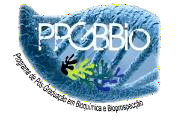 PPGBBio
Programa de Pós-Graduação em Bioquímica e Bioprospecção